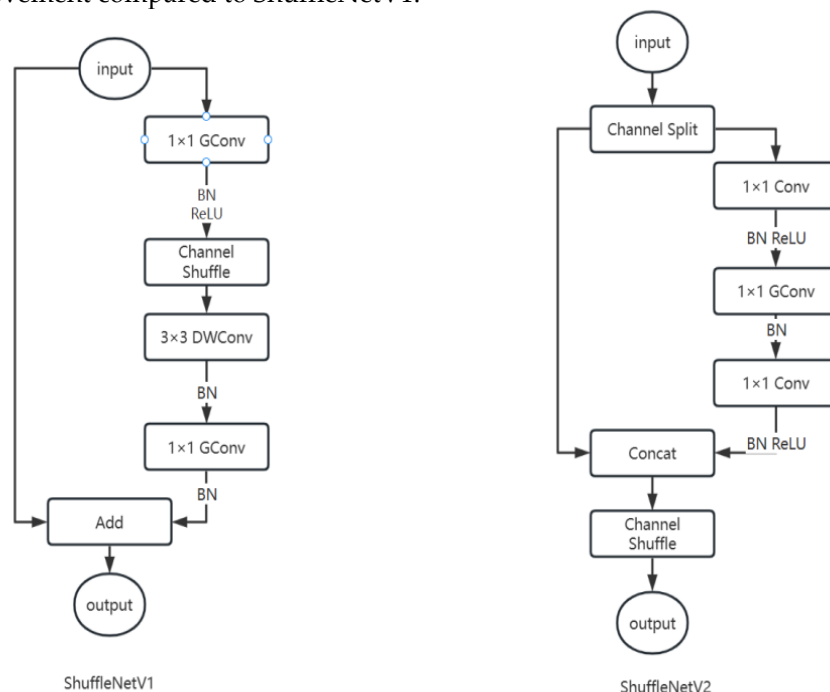 vement compared to ShuffleNetV1.
input
1×1 GConv
BN
ReLU
Channel
Shuffle
3×3 DWConv
BN
1×1 GConv
BN
Add
output
ShuffleNetV1
input
Channel Split
1×1 Conv
BN ReLU
1×1 GConv
BN
1×1 Conv
BN ReLU
Concat
Channel
Shuffle
output
ShuffleNetV2